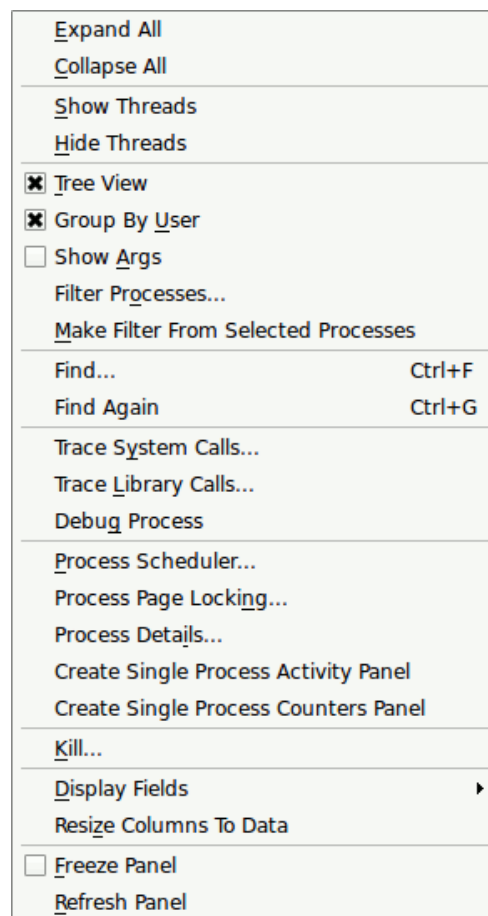 Expand All
Collapse All
Show Threads
Hide Threads
Tree View
Group By User
Show Args
Filter Processes...
Make Filter From Selected Processes
Find... Ctrl+F
Find Again Ctrl+G
Trace System Calls...
Trace Library Calls...
Debug Process
Process Scheduler...
Process Page Locking...
Process Details...
Create Single Process Activity Panel
Create Single Process Counters Panel
Kill...
Display Fields
Resize Columns To Data
Freeze Panel
Refresh Panel